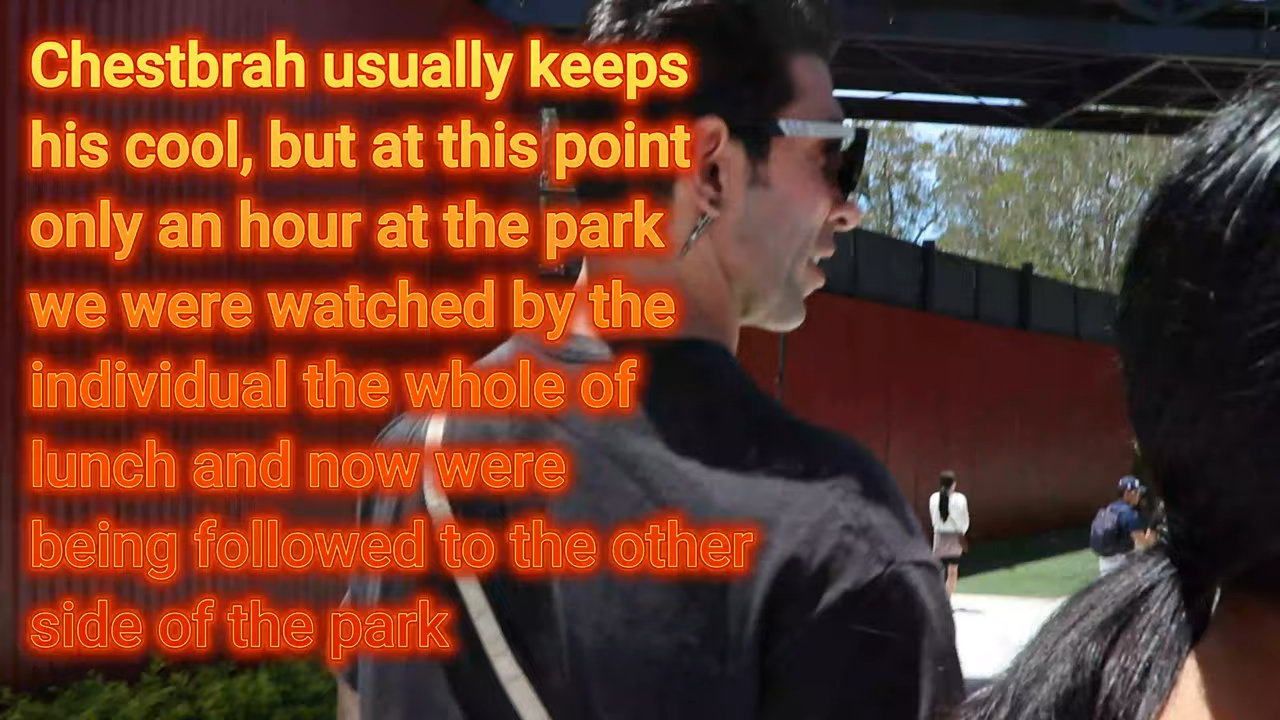 Chestbrah usually keeps
his cool, but at this point
only an hour at the park
we were watched by the
individual the whole of
lunch and now were
being followed to the other
side of the park